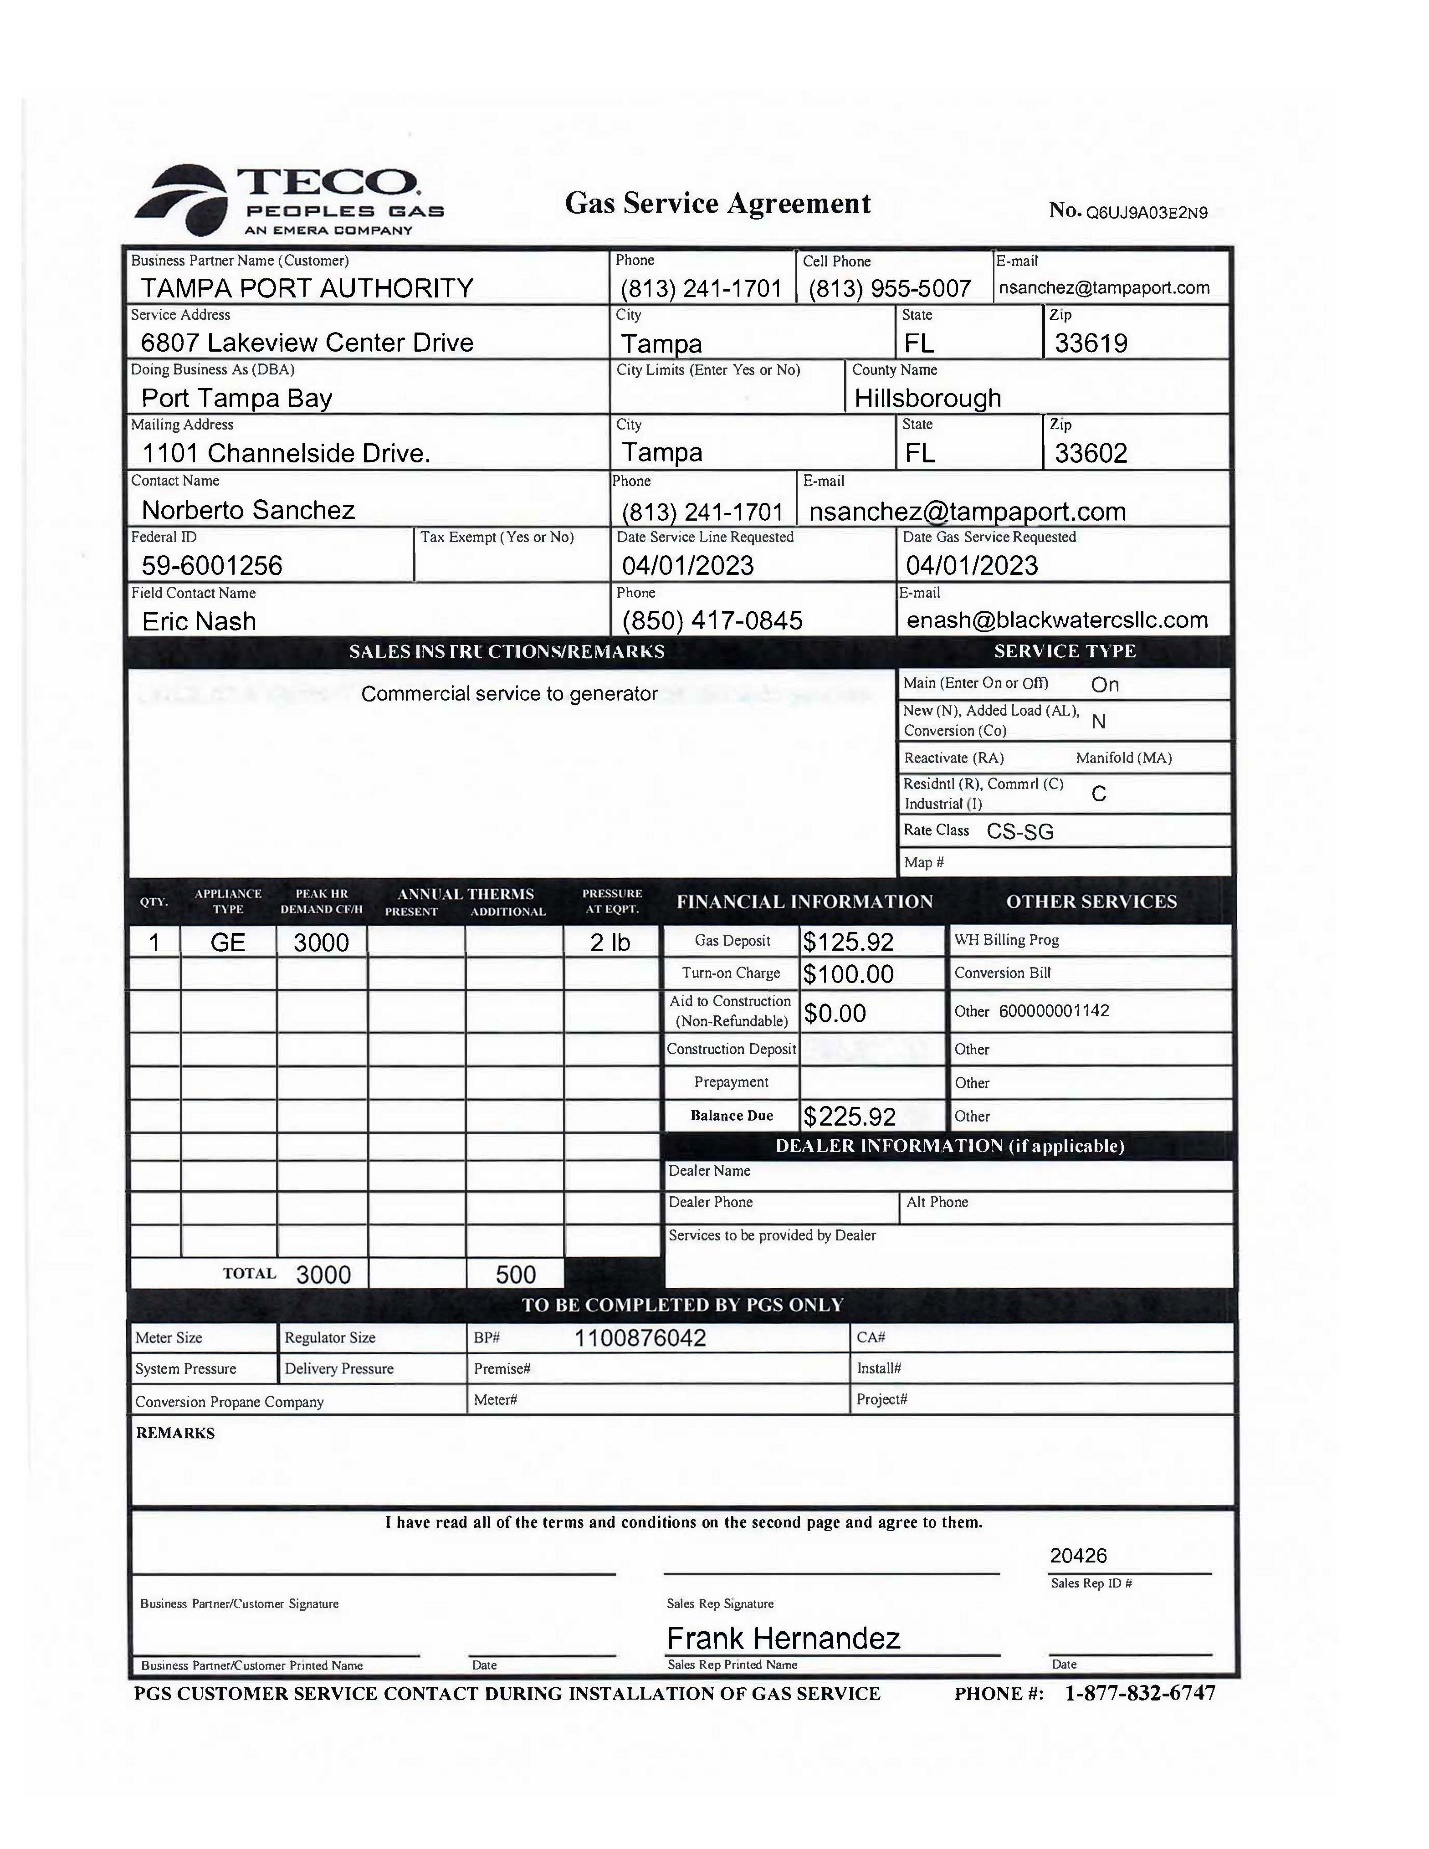 TECO.
PEOPLES GAS
AN EMERA COMPANY
Gas Service Agreement
No. Q6UJ9A03E2N9
Business Partner Name (Customer) Phone Cell Phone E-mail
TAMPA PORT AUTHORITY (813) 241-1701 (813) 955-5007 nsanchez@tampaport.com
Service Address City State Zip
6807 Lakeview Center Drive Tampa FL 33619
Doing Business As (DBA) City Limits (Enter Yes or No) County Name
Port Tampa Bay Hillsborough
Mailing Address City State Zip
1101 Channelside Drive. Tampa FL 33602
Contact Name Phone E-mail
Norberto Sanchez (813) 241-1701 nsanchez@tampaport.com
Federal ID Tax Exempt (Yes or No) Date Service Line Requested Date Gas Service Requested
59-6001256 04/01/2023 04/01/2023
Field Contact Name Phone E-mail
Eric Nash (850) 417-0845 enash@blackwatercsllc.com
SALES INSTRUCTIONS/REMARKS SERVICE TYPE
Commercial service to generator
Main (Enter On or Off) On
New (N), Added Load (AL),
Conversion (Co) N
Reactivate (RA) Manifold (MA)
Residntl (R), Commrl (C)
Industrial (I) C
Rate Class CS-SG
Map #
QTY. APPLIANCE TYPE PEAK HR DEMAND CF/H ANNUAL THERMS PRESENT ADDITIONAL PRESSURE AT EQPT. FINANCIAL INFORMATION OTHER SERVICES
1 GE 3000 2 lb Gas Deposit $125.92 WH Billing Prog
Turn-on Charge $100.00 Conversion Bill
Aid to Construction
(Non-Refundable) $0.00 Other 600000001142
Construction Deposit Other
Prepayment Other
Balance Due $225.92 Other
DEALER INFORMATION (if applicable)
Dealer Name
Dealer Phone Alt Phone
Services to be provided by Dealer
TOTAL 3000 500
TO BE COMPLETED BY PGS ONLY
Meter Size Regulator Size BP# 1100876042 CA#
System Pressure Delivery Pressure Premise# Install#
Conversion Propane Company Meter# Project#
REMARKS
I have read all of the terms and conditions on the second page and agree to them.
20426
Sales Rep ID #
Business Partner/Customer Signature Sales Rep Signature
Frank Hernandez
Business Partner/Customer Printed Name Date Sales Rep Printed Name Date
PGS CUSTOMER SERVICE CONTACT DURING INSTALLATION OF GAS SERVICE PHONE #: 1-877-832-6747